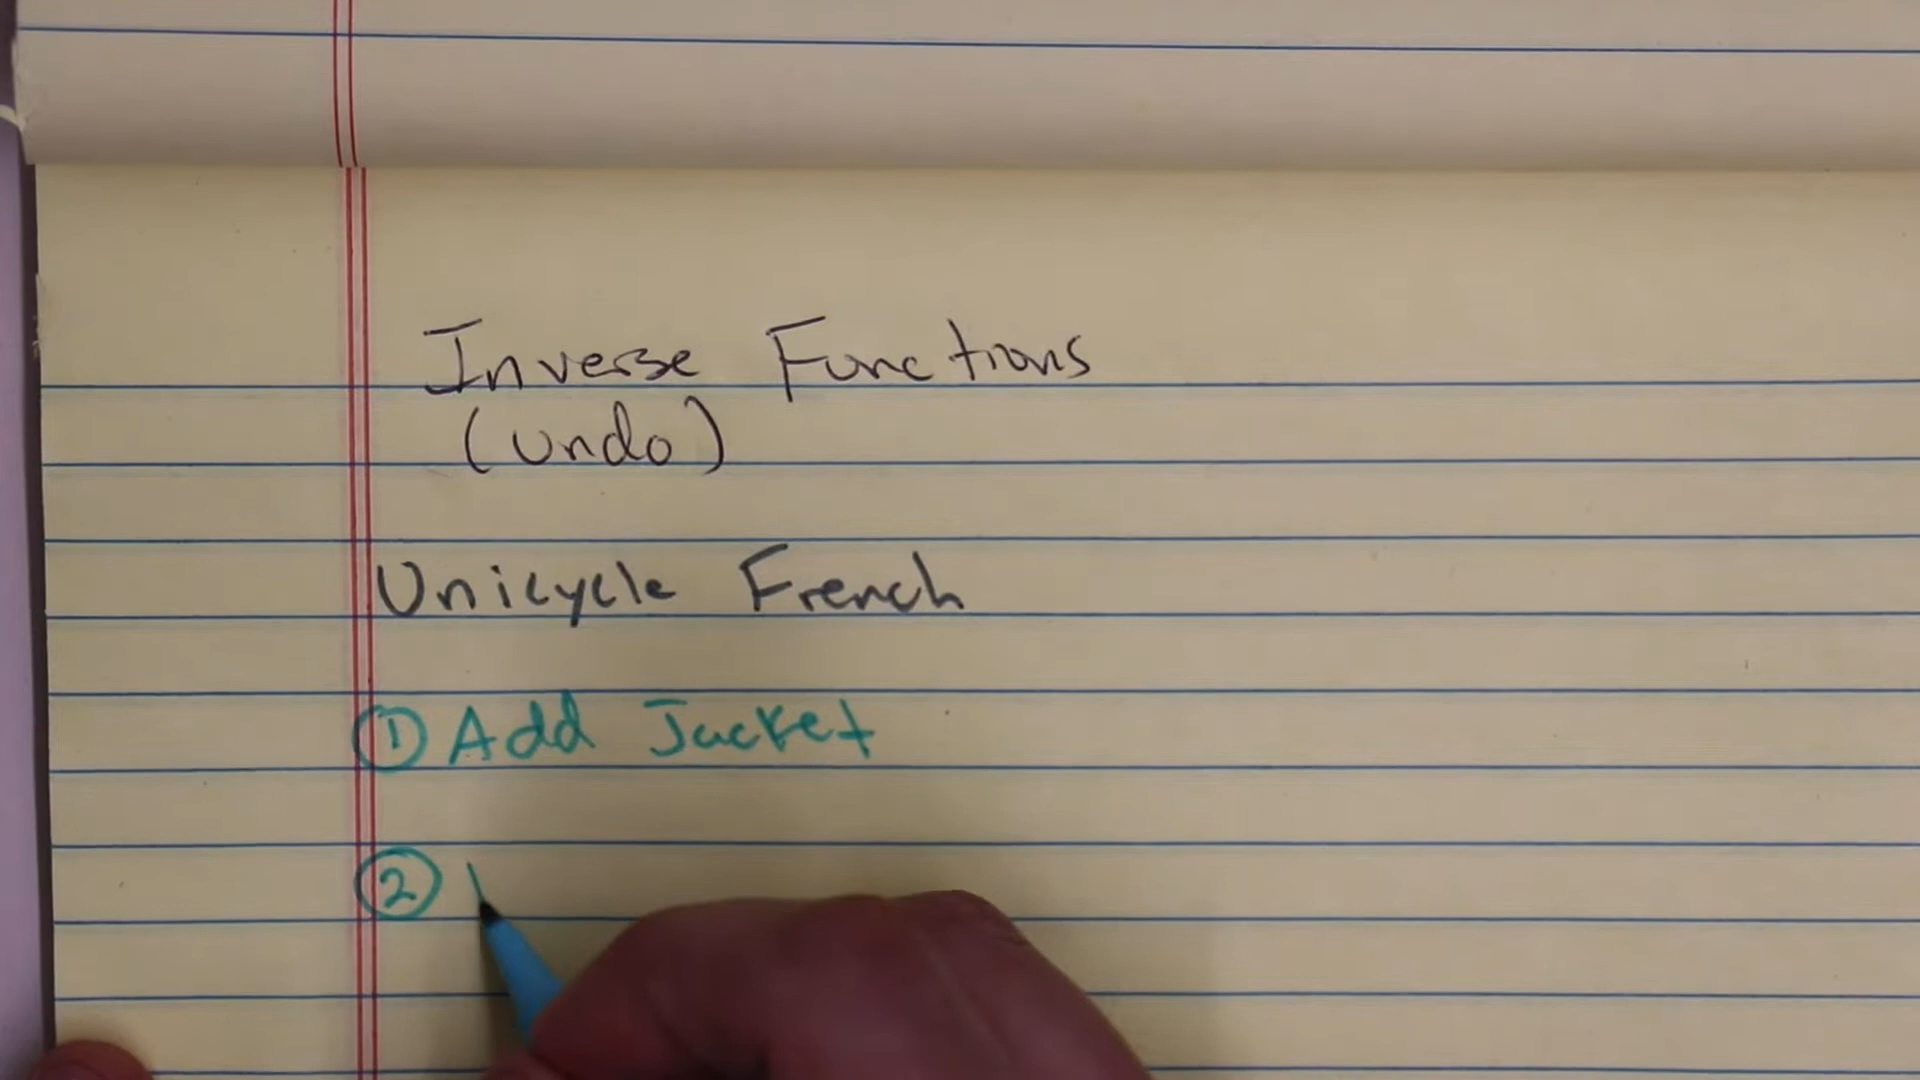 Inverse Functions
(undo)
Unicycle French
① Add Jacket
②